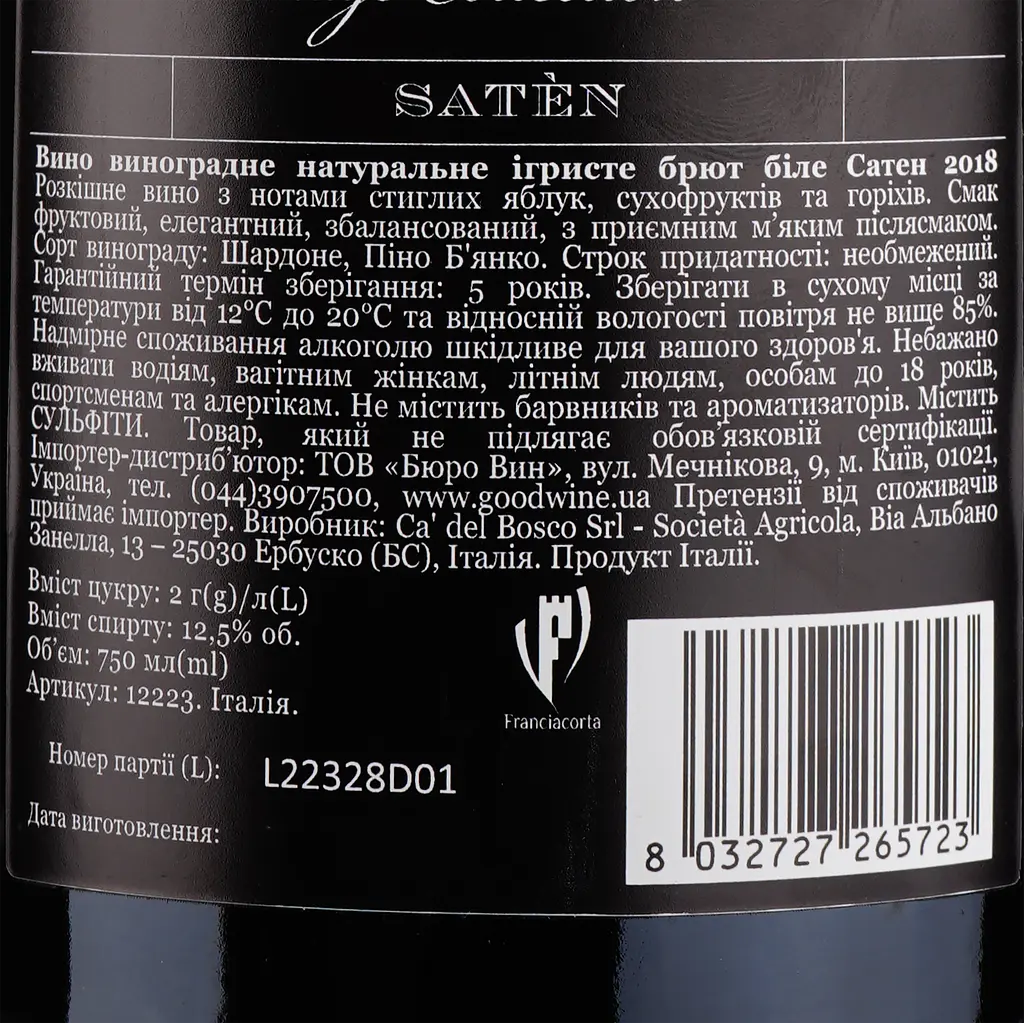 SATÈN
Вино виноградне натуральне ігристе брют біле Сатен 2018
Розкішне вино з нотами стиглих яблук, сухофруктів та горіхів. Смак
фруктовий, елегантний, збалансований, з приємним м'яким післясмаком.
Сорт винограду: Шардоне, Піно Б'янко. Строк придатності: необмежений.
Гарантійний термін зберігання: 5 років. Зберігати в сухому місці за
температури від 12°C до 20°C та відносній вологості повітря не вище 85%.
Надмірне споживання алкоголю шкідливе для вашого здоров'я. Небажано
вживати водіям, вагітним жінкам, літнім людям, особам до 18 років,
спортсменам та алергікам. Не містить барвників та ароматизаторів. Містить
СУЛЬФІТИ. Товар, який не підлягає обов'язковій сертифікації.
Імпортер-дистриб'ютор: ТОВ «Бюро Вин», вул. Мечнікова, 9, м. Київ, 01021,
Україна, тел. (044)3907500, www.goodwine.ua Претензії від споживачів
приймає імпортер. Виробник: Ca' del Bosco Srl - Società Agricola, Віа Альбано
Занелла, 13 – 25030 Ербуско (БС), Італія. Продукт Італії.
Вміст цукру: 2 г(g)/л(L)
Вміст спирту: 12,5% об.
Об'єм: 750 мл(ml)
Артикул: 12223. Італія.
Franciacorta
Номер партії (L): L22328D01
Дата виготовлення:
8 032727 265723